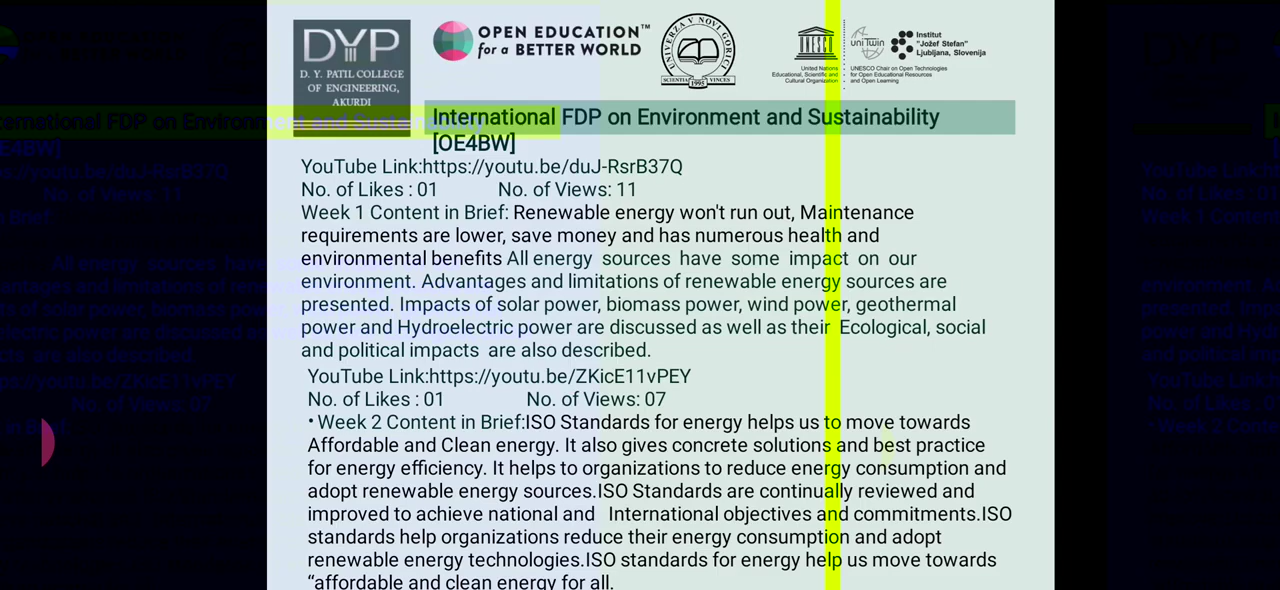 DYP
D. Y. PATIL COLLEGE
OF ENGINEERING,
AKURDI
OPEN EDUCATION™
for a BETTER WORLD
UNIVERZA V NOVI GORICI
SCIENTIA VINCES
1995
UNESCO
United Nations
Educational, Scientific and
Cultural Organization
uni Twin
Institut
"Jožef Stefan"
Ljubljana, Slovenija
UNESCO Chair on Open Technologies
for Open Educational Resources
and Open Learning
International FDP on Environment and Sustainability
[OE4BW]
YouTube Link:https://youtu.be/duJ-RsrB37Q
No. of Likes : 01 No. of Views: 11
Week 1 Content in Brief: Renewable energy won't run out, Maintenance
requirements are lower, save money and has numerous health and
environmental benefits All energy sources have some impact on our
environment. Advantages and limitations of renewable energy sources are
presented. Impacts of solar power, biomass power, wind power, geothermal
power and Hydroelectric power are discussed as well as their Ecological, social
and political impacts are also described.
YouTube Link:https://youtu.be/ZKicE11vPEY
No. of Likes : 01 No. of Views: 07
• Week 2 Content in Brief:ISO Standards for energy helps us to move towards
Affordable and Clean energy. It also gives concrete solutions and best practice
for energy efficiency. It helps to organizations to reduce energy consumption and
adopt renewable energy sources.ISO Standards are continually reviewed and
improved to achieve national and International objectives and commitments.ISO
standards help organizations reduce their energy consumption and adopt
renewable energy technologies.ISO standards for energy help us move towards
“affordable and clean energy for all.